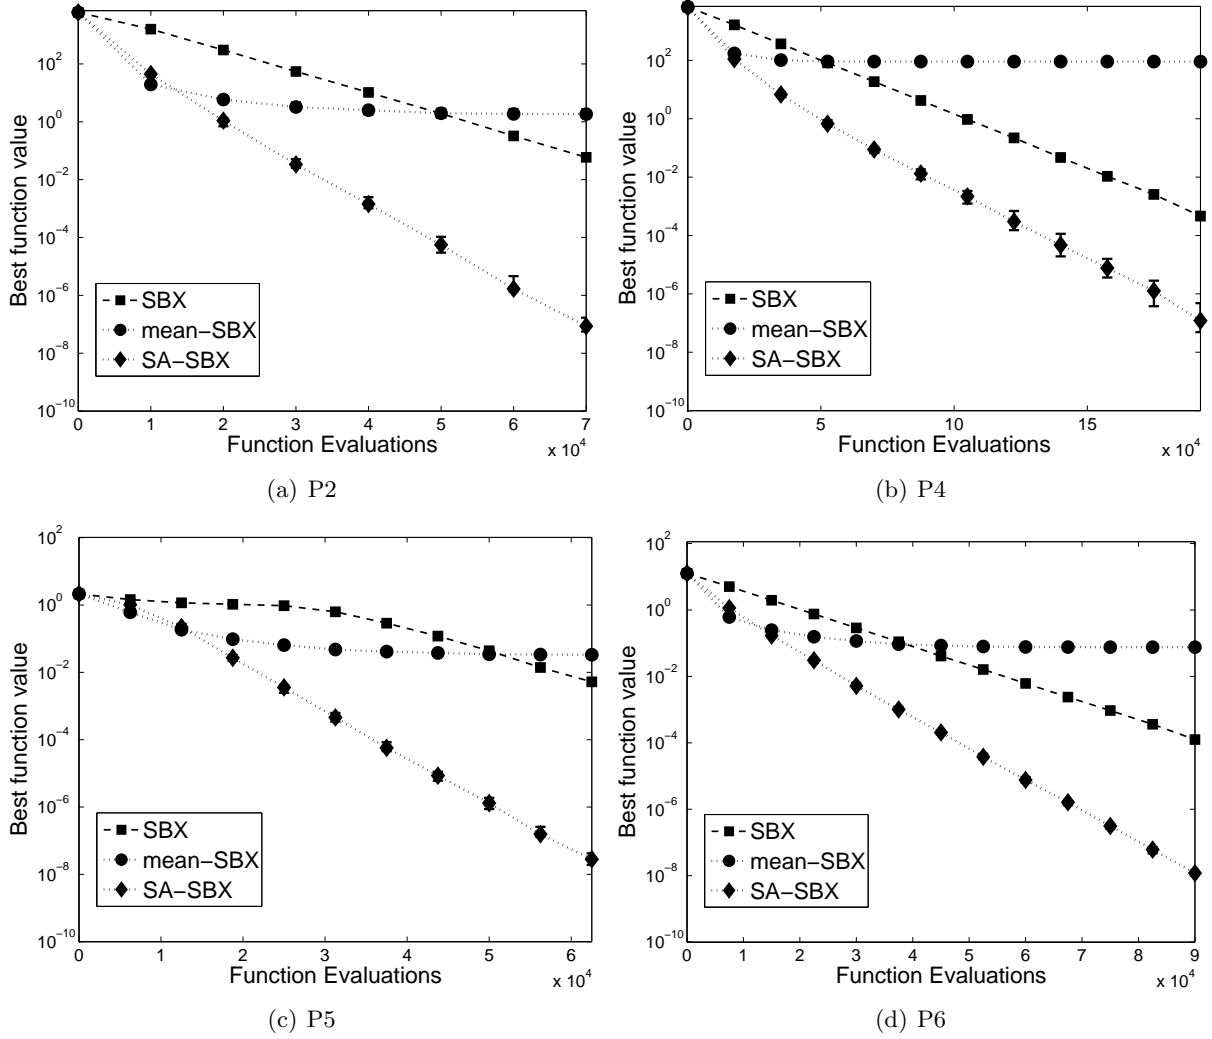 10^2
10^0
10^−2
10^−4
10^−6
10^−8
10^−10
Best function value
SBX
mean−SBX
SA−SBX
0 1 2 3 4 5 6 7
Function Evaluations
x 10^4
(a) P2
10^2
10^0
10^−2
10^−4
10^−6
10^−8
10^−10
Best function value
SBX
mean−SBX
SA−SBX
0 5 10 15
Function Evaluations
x 10^4
(b) P4
10^2
10^0
10^−2
10^−4
10^−6
10^−8
10^−10
Best function value
SBX
mean−SBX
SA−SBX
0 1 2 3 4 5 6
Function Evaluations
x 10^4
(c) P5
10^2
10^0
10^−2
10^−4
10^−6
10^−8
10^−10
Best function value
SBX
mean−SBX
SA−SBX
0 1 2 3 4 5 6 7 8 9
Function Evaluations
x 10^4
(d) P6